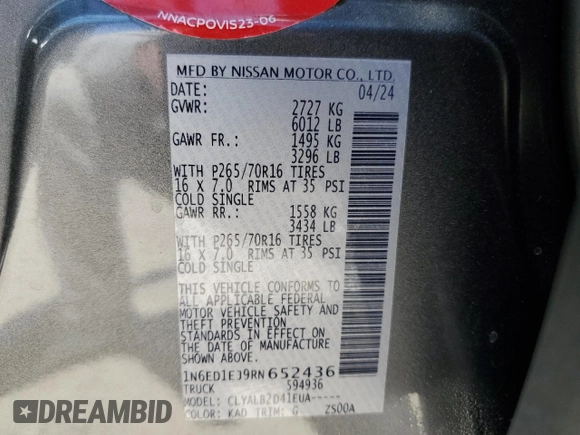 NNACPOVIS23-06
MFD BY NISSAN MOTOR CO., LTD.
DATE: 04/24
GVWR: 2727 KG
6012 LB
GAWR FR.: 1495 KG
3296 LB
WITH P265/70R16 TIRES
16 X 7.0 RIMS AT 35 PSI
COLD SINGLE
GAWR RR.: 1558 KG
3434 LB
WITH P265/70R16 TIRES
16 X 7.0 RIMS AT 35 PSI
COLD SINGLE
THIS VEHICLE CONFORMS TO
ALL APPLICABLE FEDERAL
MOTOR VEHICLE SAFETY AND
THEFT PREVENTION
STANDARDS IN EFFECT ON
THE DATE OF MANUFACTURE
SHOWN ABOVE.
1N6ED1EJ9RN652436
TRUCK 594936
MODEL: CLYALB2D41EUA-----
COLOR: KAD TRIM: G ZS00A
DREAMBID
DREAMBID.COM